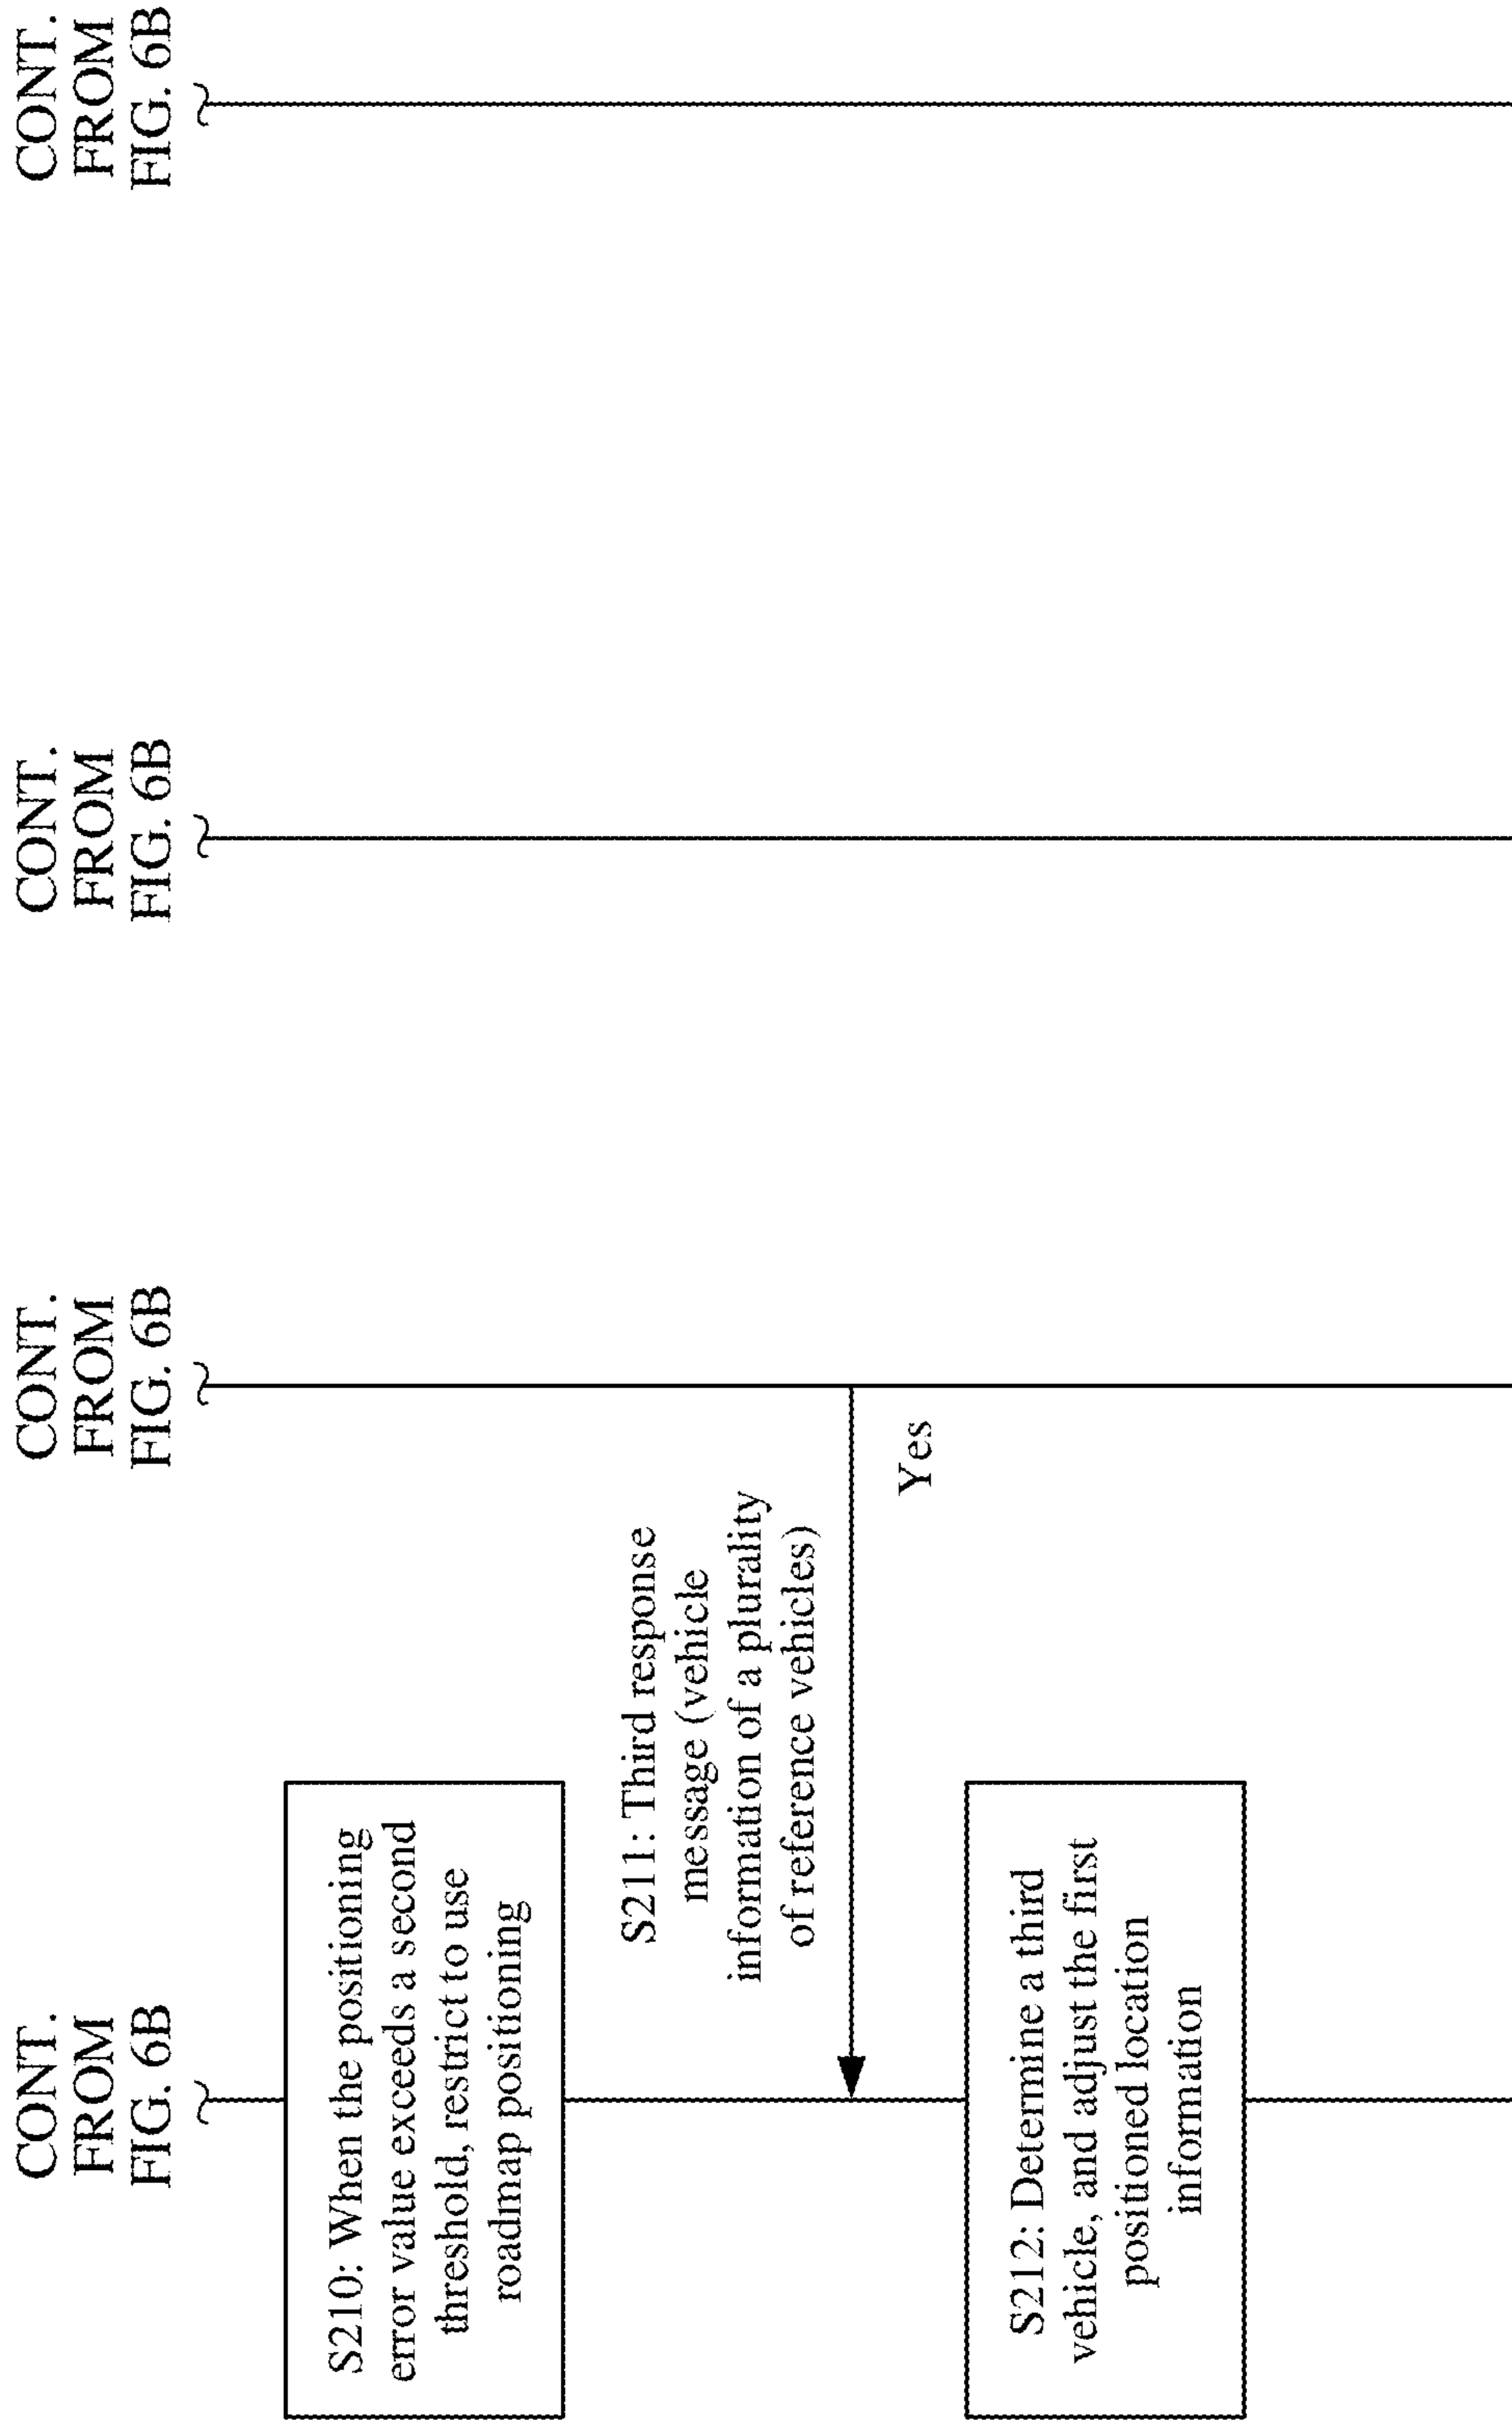 CONT.
FROM
FIG. 6B
CONT.
FROM
FIG. 6B
CONT.
FROM
FIG. 6B
CONT.
FROM
FIG. 6B
S210: When the positioning
error value exceeds a second
threshold, restrict to use
roadmap positioning
S211: Third response
message (vehicle
information of a plurality
of reference vehicles)
Yes
S212: Determine a third
vehicle, and adjust the first
positioned location
information